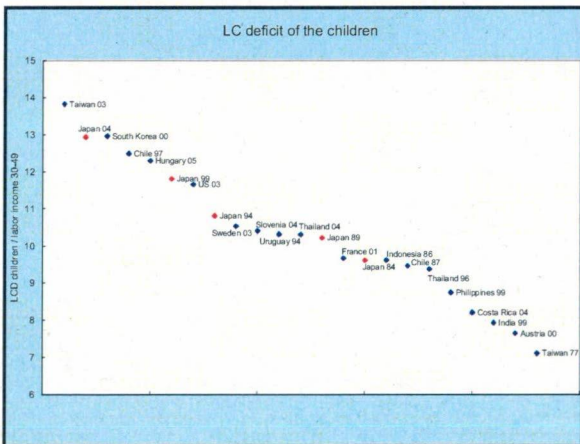 LC deficit of the children
LCD children / labor income 30-49
15
14
13
12
11
10
9
8
7
6
Taiwan 03
Japan 04
South Korea 00
Chile 97
Hungary 05
Japan 99
US 03
Japan 94
Sweden 03
Slovenia 04
Uruguay 94
Thailand 04
Japan 89
France 01
Japan 84
Indonesia 86
Chile 87
Thailand 96
Philippines 99
Costa Rica 04
India 99
Austria 00
Taiwan 77